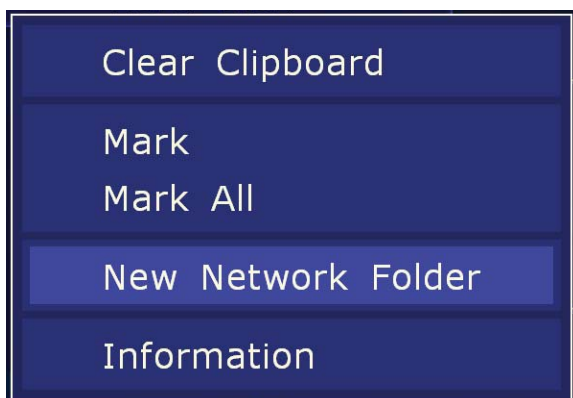 Clear Clipboard
Mark
Mark All
New Network Folder
Information